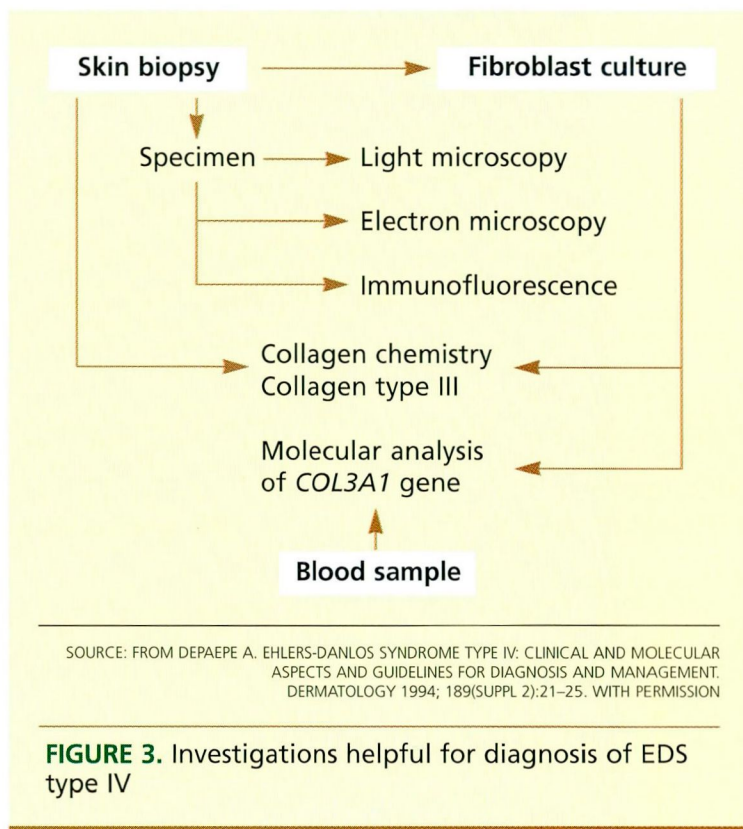 Skin biopsy
Fibroblast culture
Specimen
Light microscopy
Electron microscopy
Immunofluorescence
Collagen chemistry
Collagen type III
Molecular analysis
of COL3A1 gene
Blood sample
SOURCE: FROM DEPAEPE A. EHLERS-DANLOS SYNDROME TYPE IV: CLINICAL AND MOLECULAR
ASPECTS AND GUIDELINES FOR DIAGNOSIS AND MANAGEMENT.
DERMATOLOGY 1994; 189(SUPPL 2):21–25. WITH PERMISSION
FIGURE 3. Investigations helpful for diagnosis of EDS
type IV